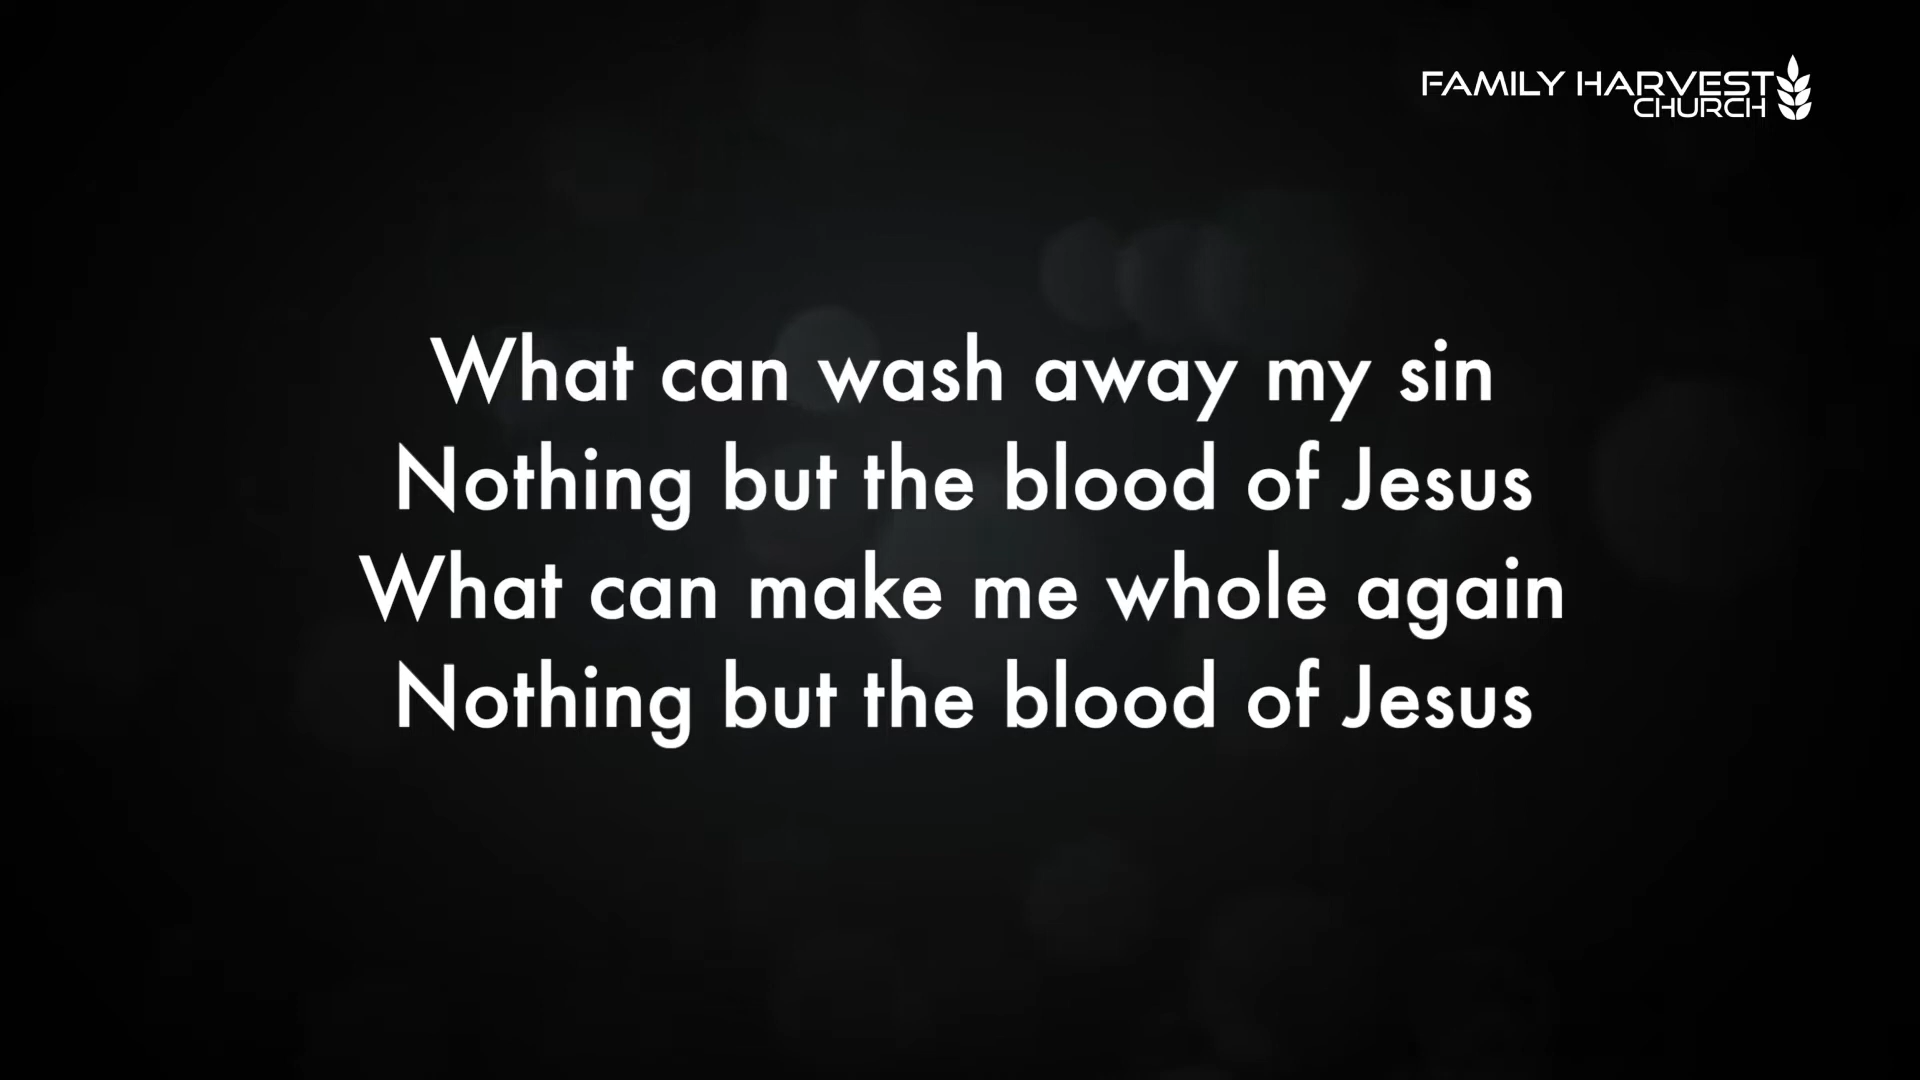 FAMILY HARVEST
CHURCH
What can wash away my sin
Nothing but the blood of Jesus
What can make me whole again
Nothing but the blood of Jesus